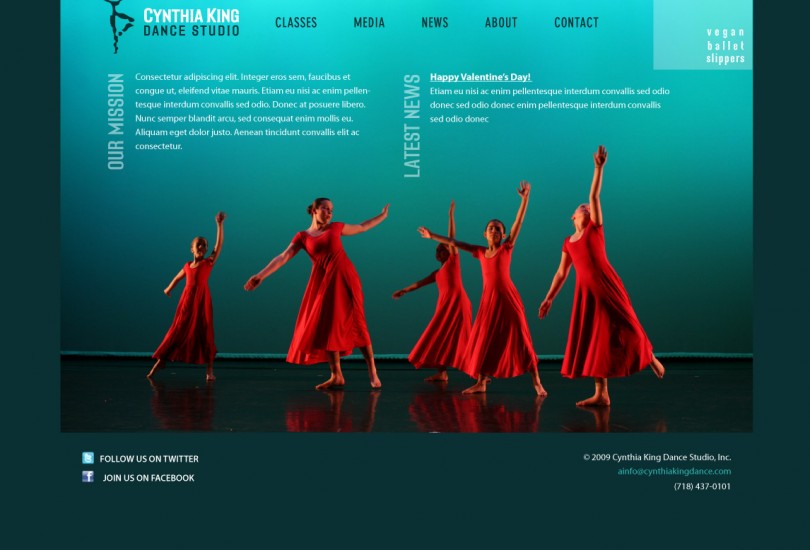 CYNTHIA KING
DANCE STUDIO
CLASSES
MEDIA
NEWS
ABOUT
CONTACT
vegan
ballet
slippers
OUR MISSION
Consectetur adipiscing elit. Integer eros sem, faucibus et
congue ut, eleifend vitae mauris. Etiam eu nisi ac enim pellen-
tesque interdum convallis sed odio. Donec at posuere libero.
Nunc semper blandit arcu, sed consequat enim mollis eu.
Aliquam eget dolor justo. Aenean tincidunt convallis elit ac
consectetur.
LATEST NEWS
Happy Valentine's Day!
Etiam eu nisi ac enim pellentesque interdum convallis sed odio
donec sed odio donec enim pellentesque interdum convallis
sed odio donec
FOLLOW US ON TWITTER
JOIN US ON FACEBOOK
© 2009 Cynthia King Dance Studio, Inc.
ainfo@cynthiakingdance.com
(718) 437-0101